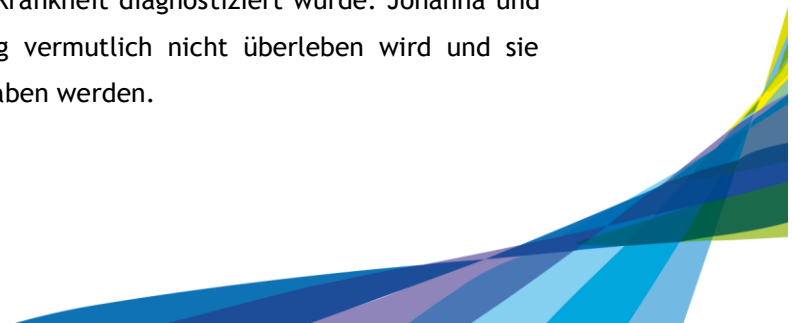 Krankheit diagnostiziert wurde. Johanna und
g vermutlich nicht überleben wird und sie
aben werden.